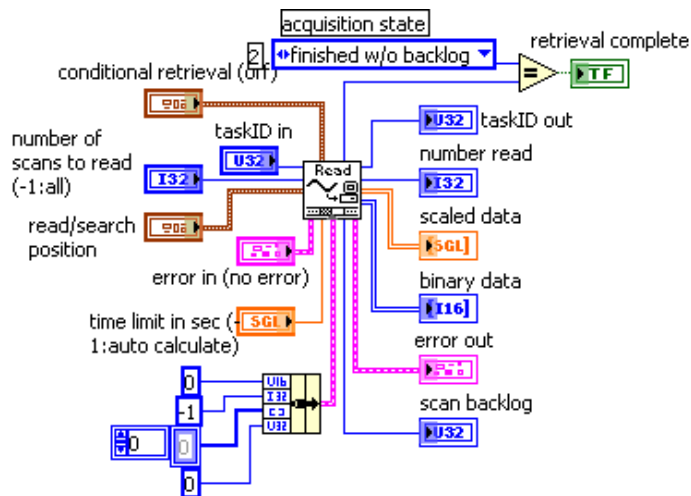 acquisition state
2
finished w/o backlog
=
retrieval complete
TF
conditional retrieval (off)
taskID in
U32
U32
taskID out
number of
scans to read
(-1:all)
I32
Read
number read
I32
read/search
position
scaled data
SGL]
error in (no error)
binary data
[I16]
time limit in sec (-
1:auto calculate)
SGL
error out
0
U16
-1
I32
0
0
U32
0
scan backlog
U32